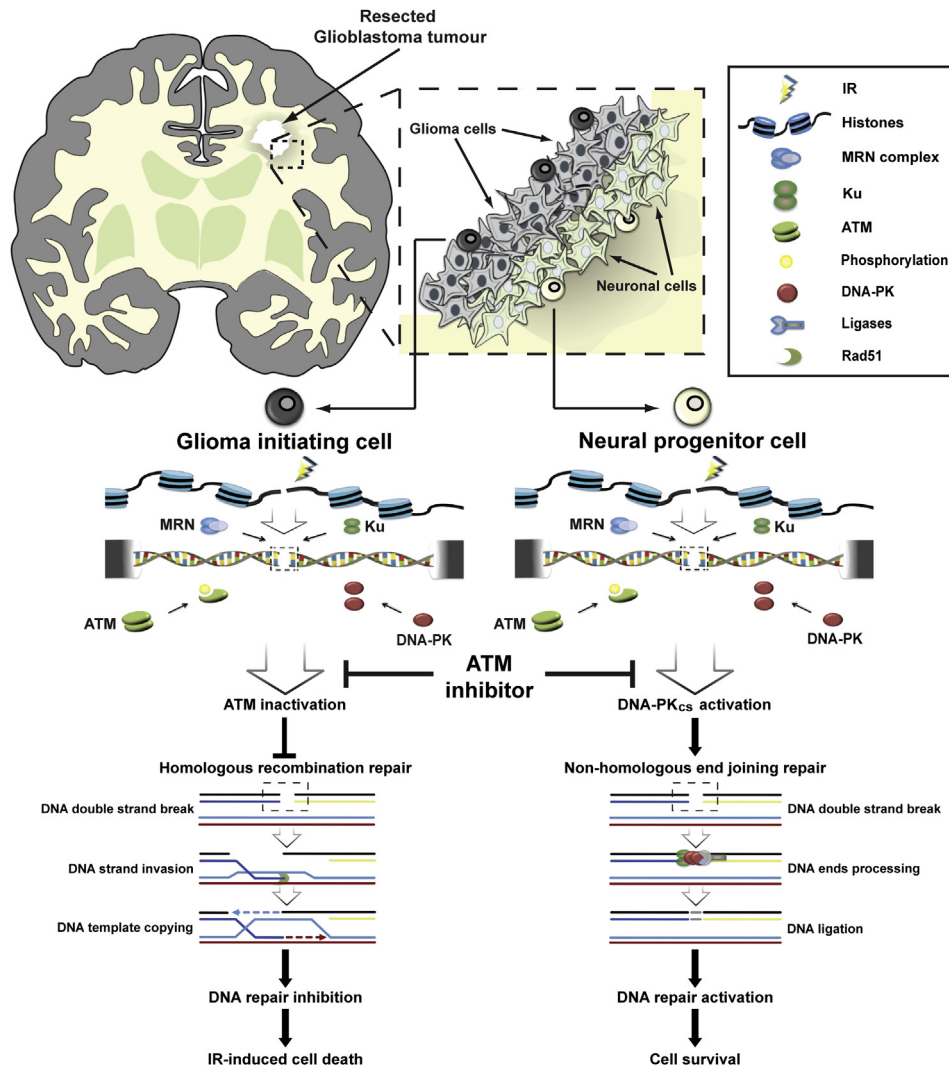 Resected
Glioblastoma tumour
Glioma cells
Neuronal cells
IR
Histones
MRN complex
Ku
ATM
Phosphorylation
DNA-PK
Ligases
Rad51
Glioma initiating cell
Neural progenitor cell
MRN
Ku
MRN
Ku
ATM
DNA-PK
ATM
DNA-PK
ATM
inhibitor
ATM inactivation
DNA-PKCS activation
Homologous recombination repair
Non-homologous end joining repair
DNA double strand break
DNA double strand break
DNA strand invasion
DNA ends processing
DNA template copying
DNA ligation
DNA repair inhibition
DNA repair activation
IR-induced cell death
Cell survival